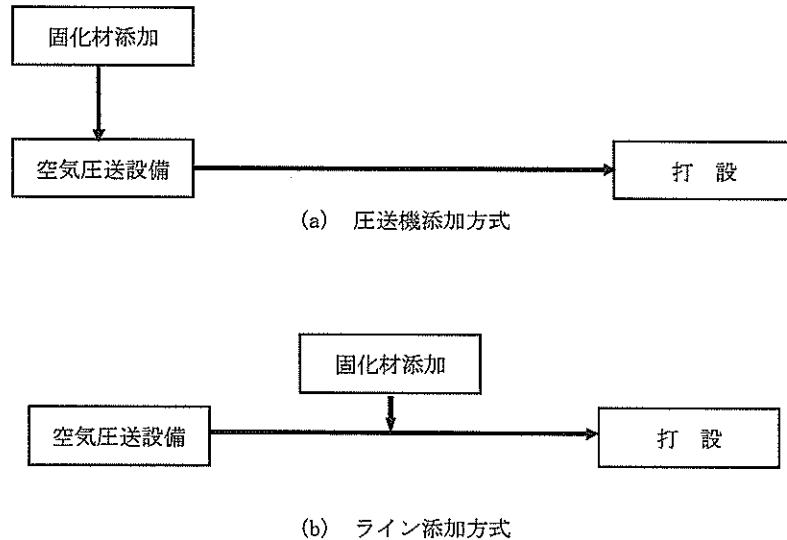 固化材添加
空気圧送設備
打 設
(a) 圧送機添加方式
固化材添加
空気圧送設備
打 設
(b) ライン添加方式